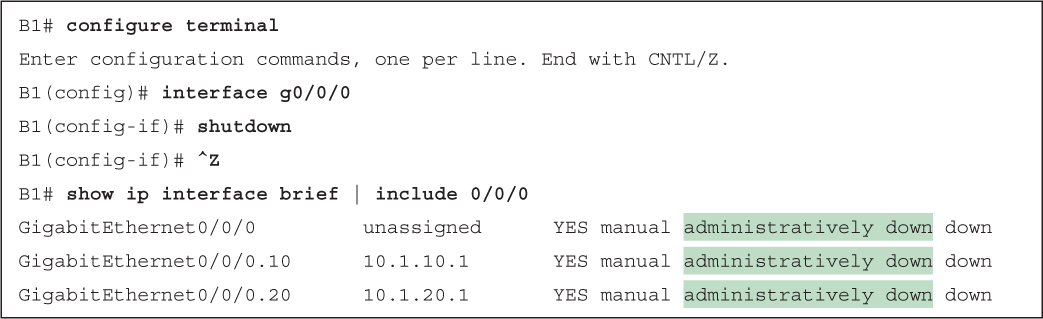 B1# configure terminal
Enter configuration commands, one per line. End with CNTL/Z.
B1(config)# interface g0/0/0
B1(config-if)# shutdown
B1(config-if)# ^Z
B1# show ip interface brief | include 0/0/0
GigabitEthernet0/0/0 unassigned YES manual administratively down down
GigabitEthernet0/0/0.10 10.1.10.1 YES manual administratively down down
GigabitEthernet0/0/0.20 10.1.20.1 YES manual administratively down down